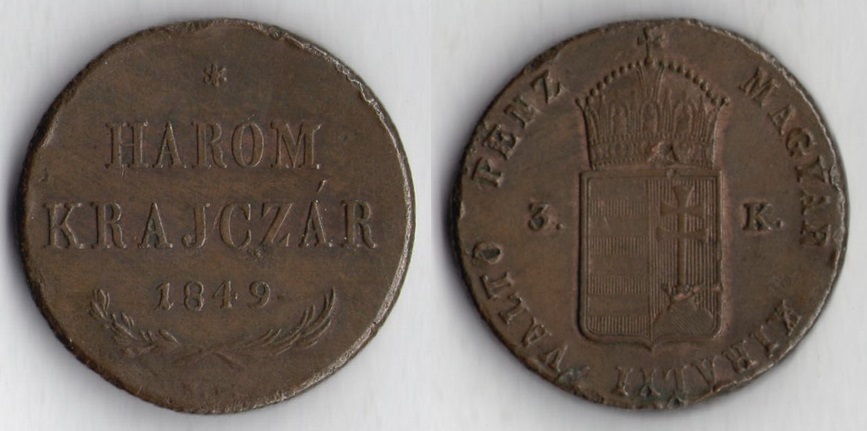 *
HÁROM
KRAJCZÁR
1849.
MAGYAR KIRÁLYI VÁLTÓ PÉNZ
3. K.